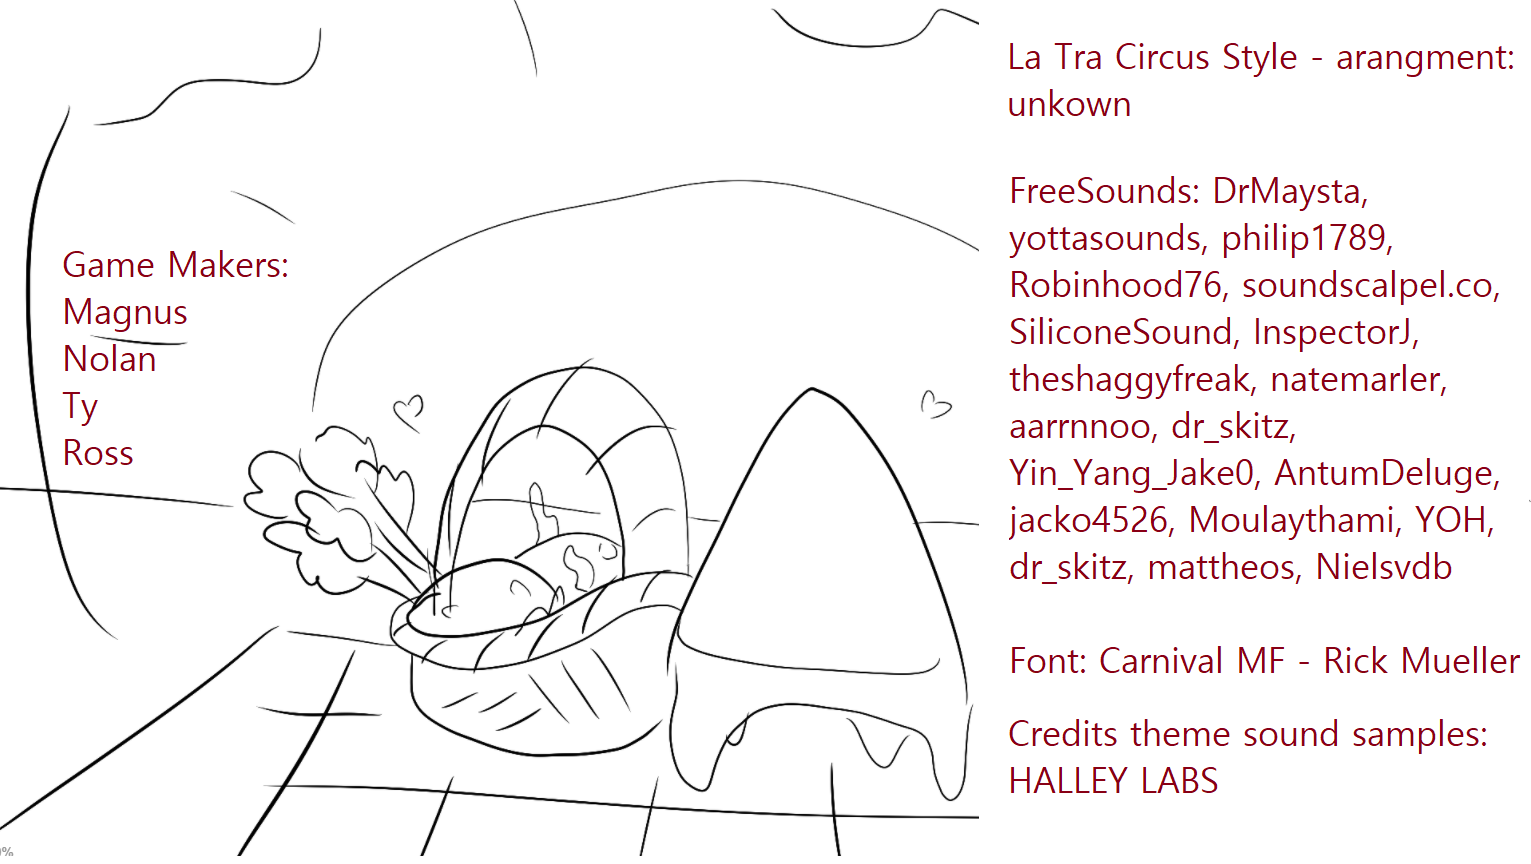 Game Makers:
Magnus
Nolan
Ty
Ross
La Tra Circus Style - arangment:
unkown
FreeSounds: DrMaysta,
yottasounds, philip1789,
Robinhood76, soundscalpel.co,
SiliconeSound, InspectorJ,
theshaggyfreak, natemarler,
aarrnnoo, dr_skitz,
Yin_Yang_Jake0, AntumDeluge,
jacko4526, Moulaythami, YOH,
dr_skitz, mattheos, Nielsvdb
Font: Carnival MF - Rick Mueller
Credits theme sound samples:
HALLEY LABS